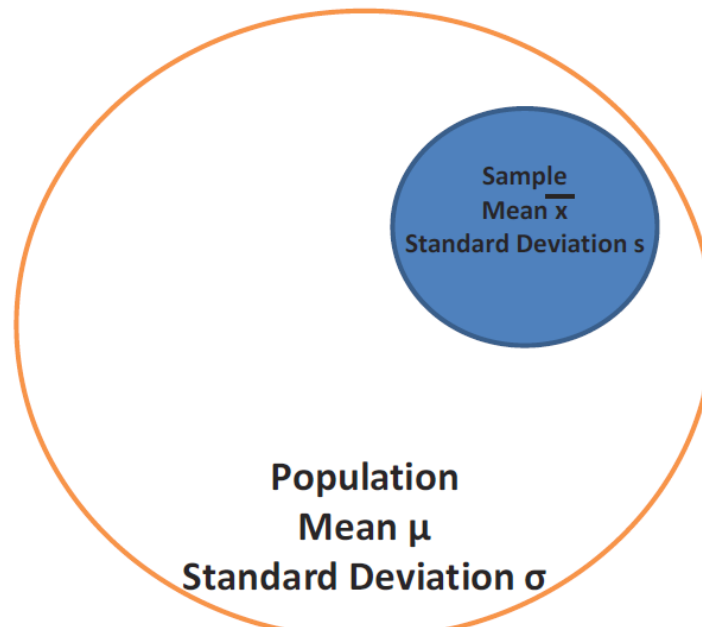 Sample
Mean x̅
Standard Deviation s
Population
Mean μ
Standard Deviation σ